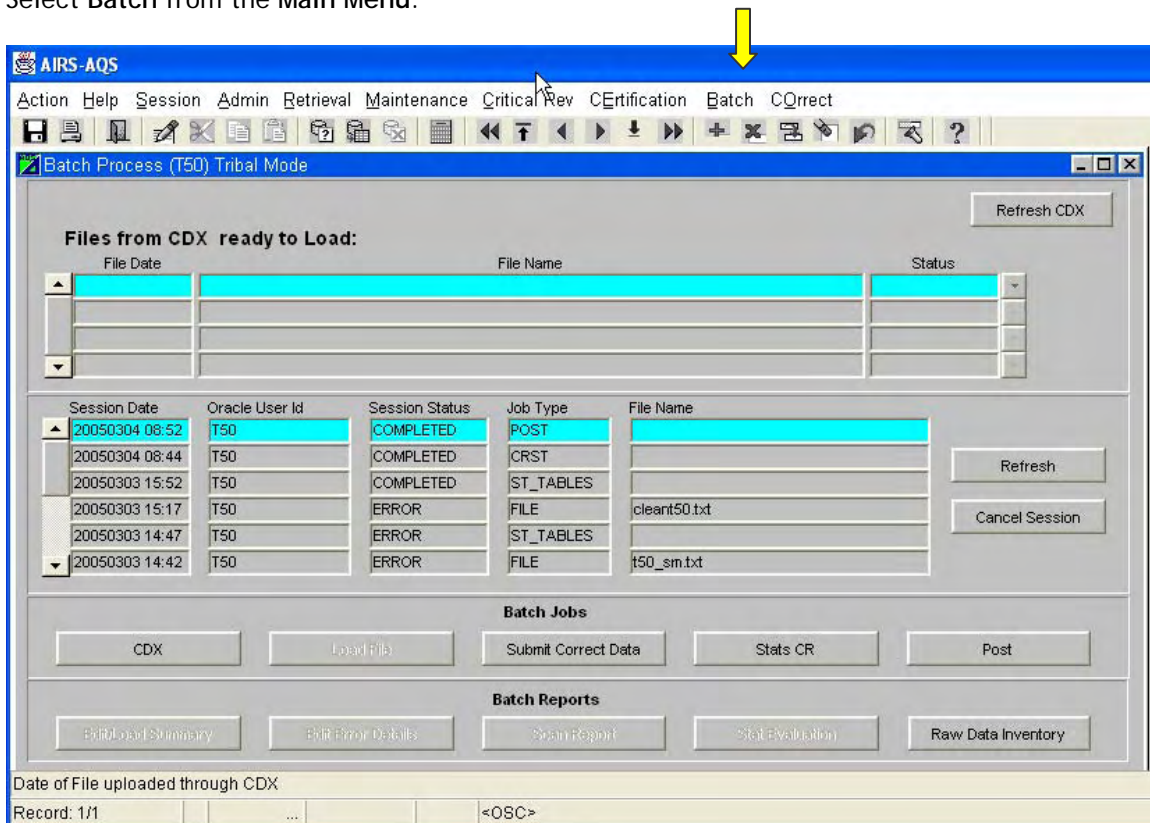 Select Batch from the Main Menu.
AIRS-AQS
Action Help Session Admin Retrieval Maintenance Critical Rev CErtification Batch COrrect
Batch Process (T50) Tribal Mode
Refresh CDX
Files from CDX ready to Load:
File Date File Name Status
Session Date Oracle User Id Session Status Job Type File Name
20050304 08:52 T50 COMPLETED POST
20050304 08:44 T50 COMPLETED CRST
20050303 15:52 T50 COMPLETED ST_TABLES
Refresh
20050303 15:17 T50 ERROR FILE cleant50.txt
Cancel Session
20050303 14:47 T50 ERROR ST_TABLES
20050303 14:42 T50 ERROR FILE t50_sm.txt
Batch Jobs
CDX Load File Submit Correct Data Stats CR Post
Batch Reports
Edit/Load Summary Edit Error Details Scan Report Stat Evaluation Raw Data Inventory
Date of File uploaded through CDX
Record: 1/1 ... <OSC>